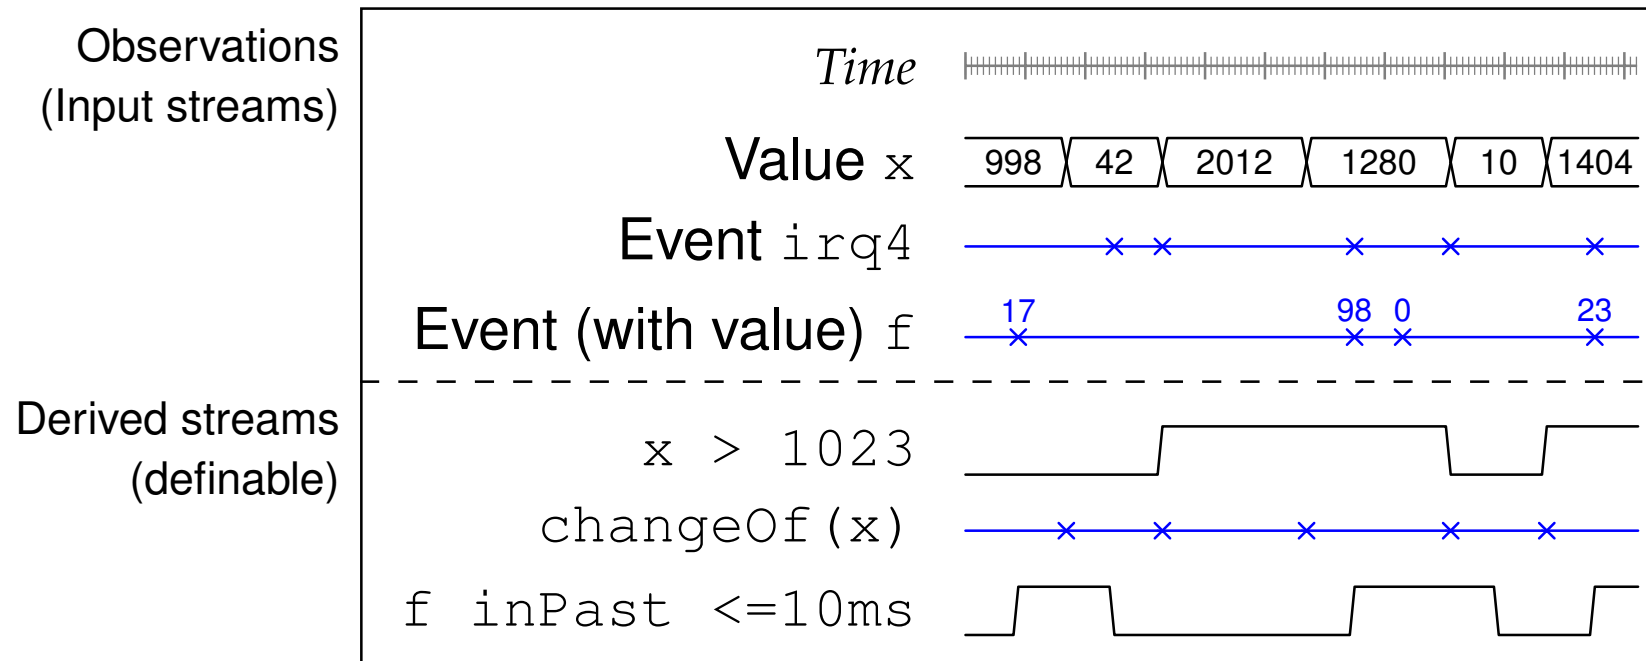 Observations
(Input streams)
Time
Value x
998 42 2012 1280 10 1404
Event irq4
Event (with value) f
17 98 0 23
Derived streams
(definable)
x > 1023
changeOf(x)
f inPast <=10ms